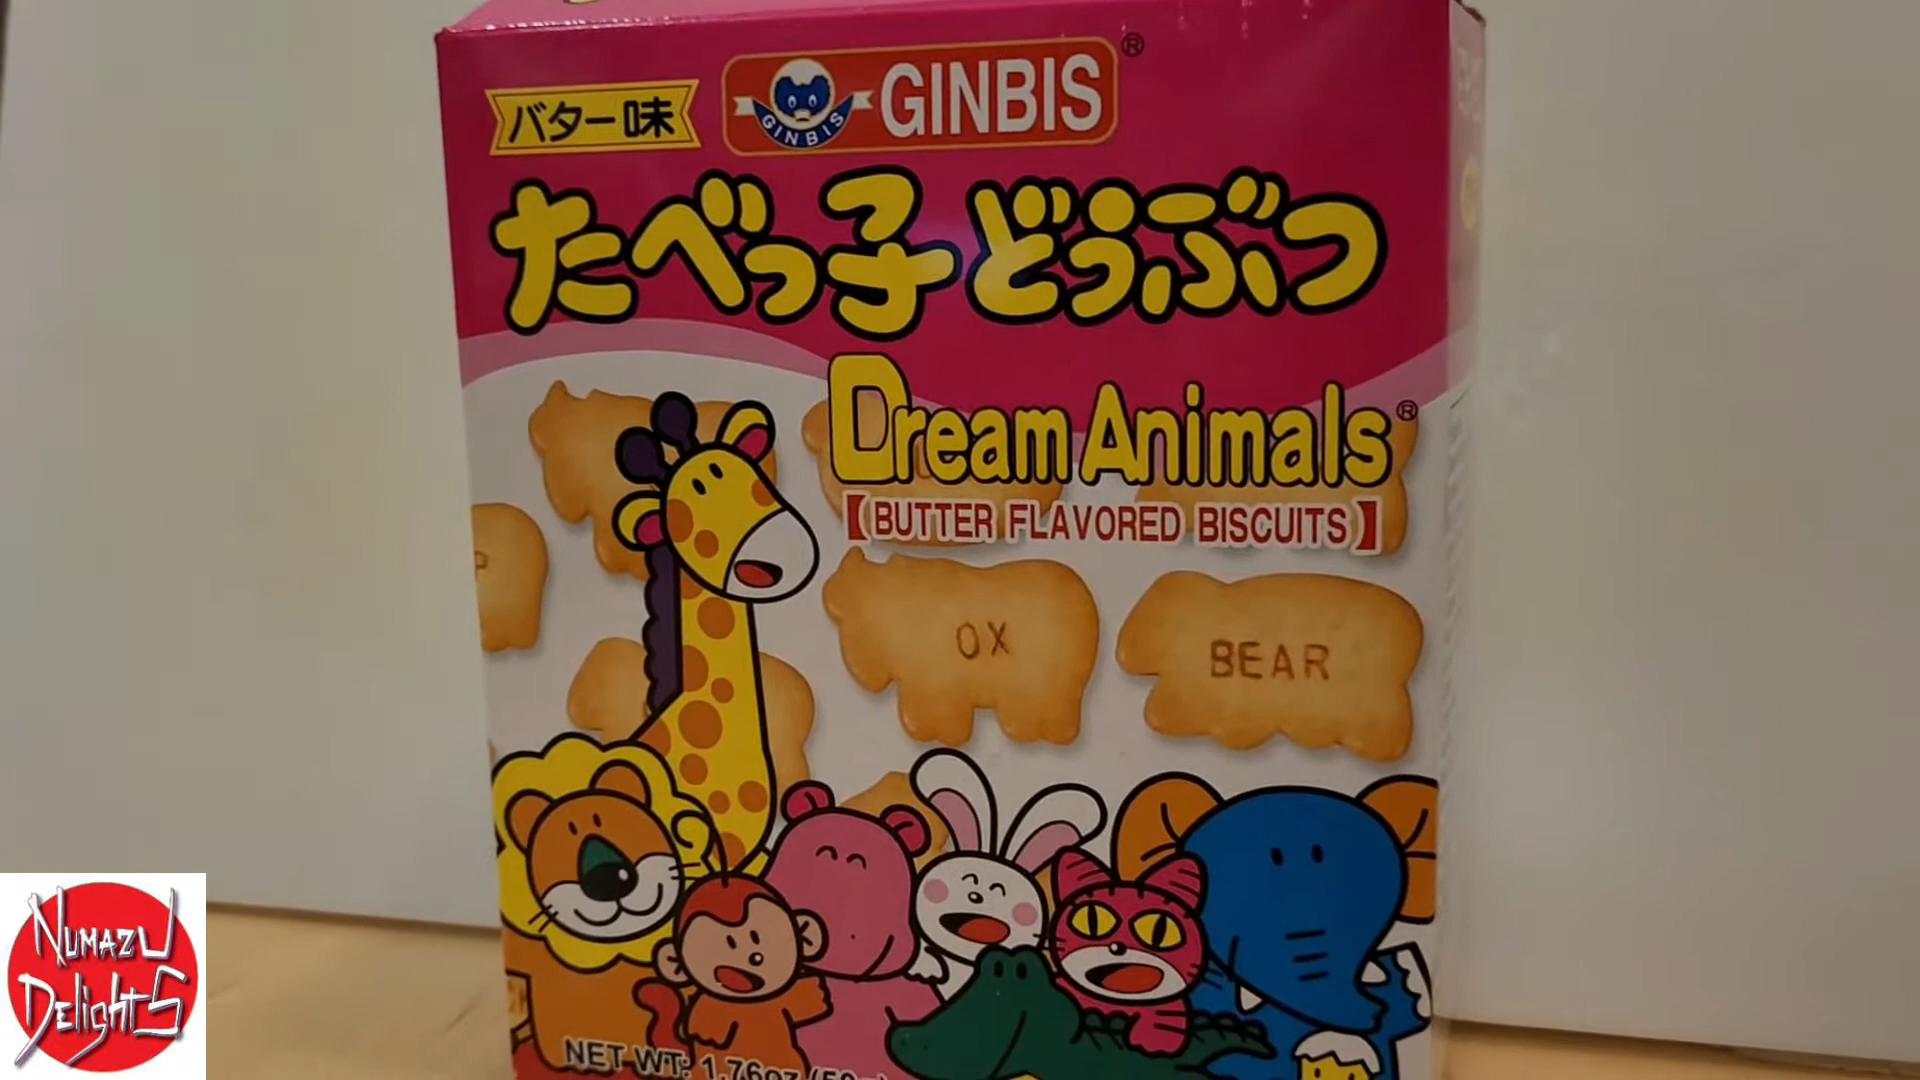 バター味
GINBIS
GINBIS®
たべっ子どうぶつ
Dream Animals®
【BUTTER FLAVORED BISCUITS】
OX
BEAR
NET WT: 1.76oz
NUMAZU
DelightS